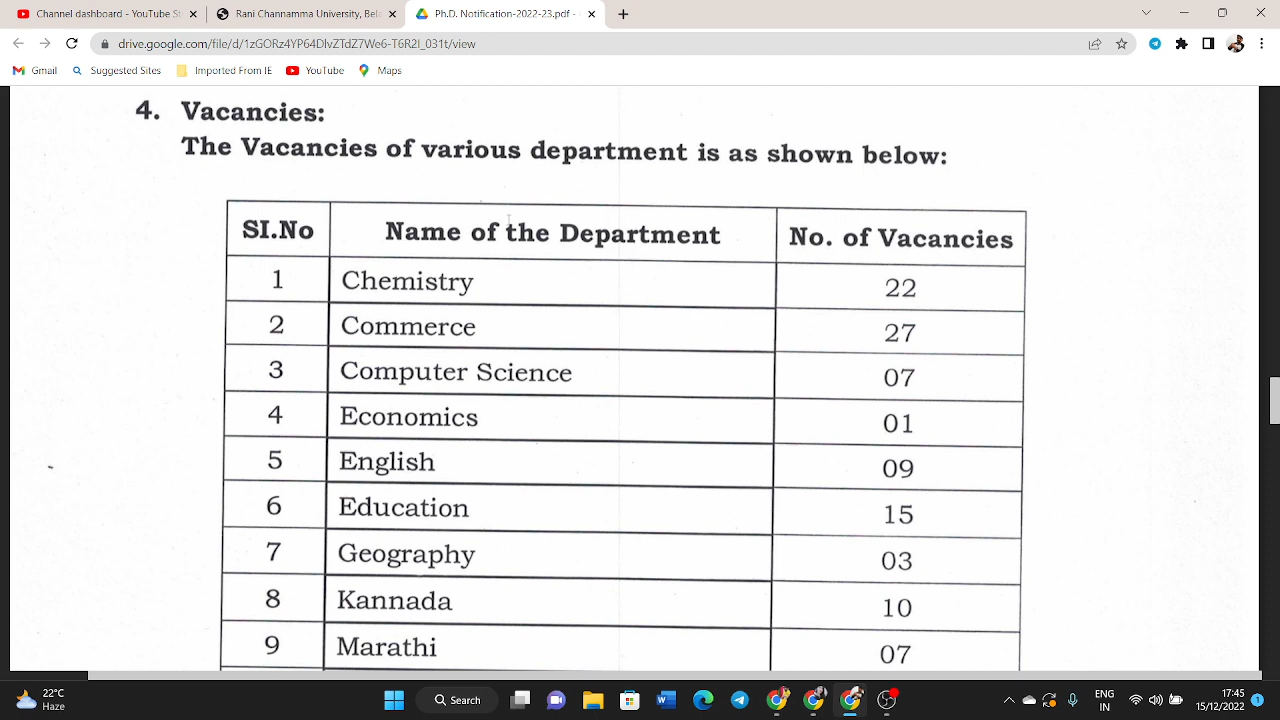 Channel dashboard - YouTube St
Rani Channamma University, Bela
Ph.D. Notification-2022-23.pdf -
drive.google.com/file/d/1zGORz4YP64DlvZTdZ7We6-T6R2I_031t/view
Gmail Suggested Sites Imported From IE YouTube Maps
4. Vacancies:
The Vacancies of various department is as shown below:
SI.No Name of the Department No. of Vacancies
1 Chemistry 22
2 Commerce 27
3 Computer Science 07
4 Economics 01
5 English 09
6 Education 15
7 Geography 03
8 Kannada 10
9 Marathi 07
22°C
Haze
Search
ENG
IN
17:45
15/12/2022
1